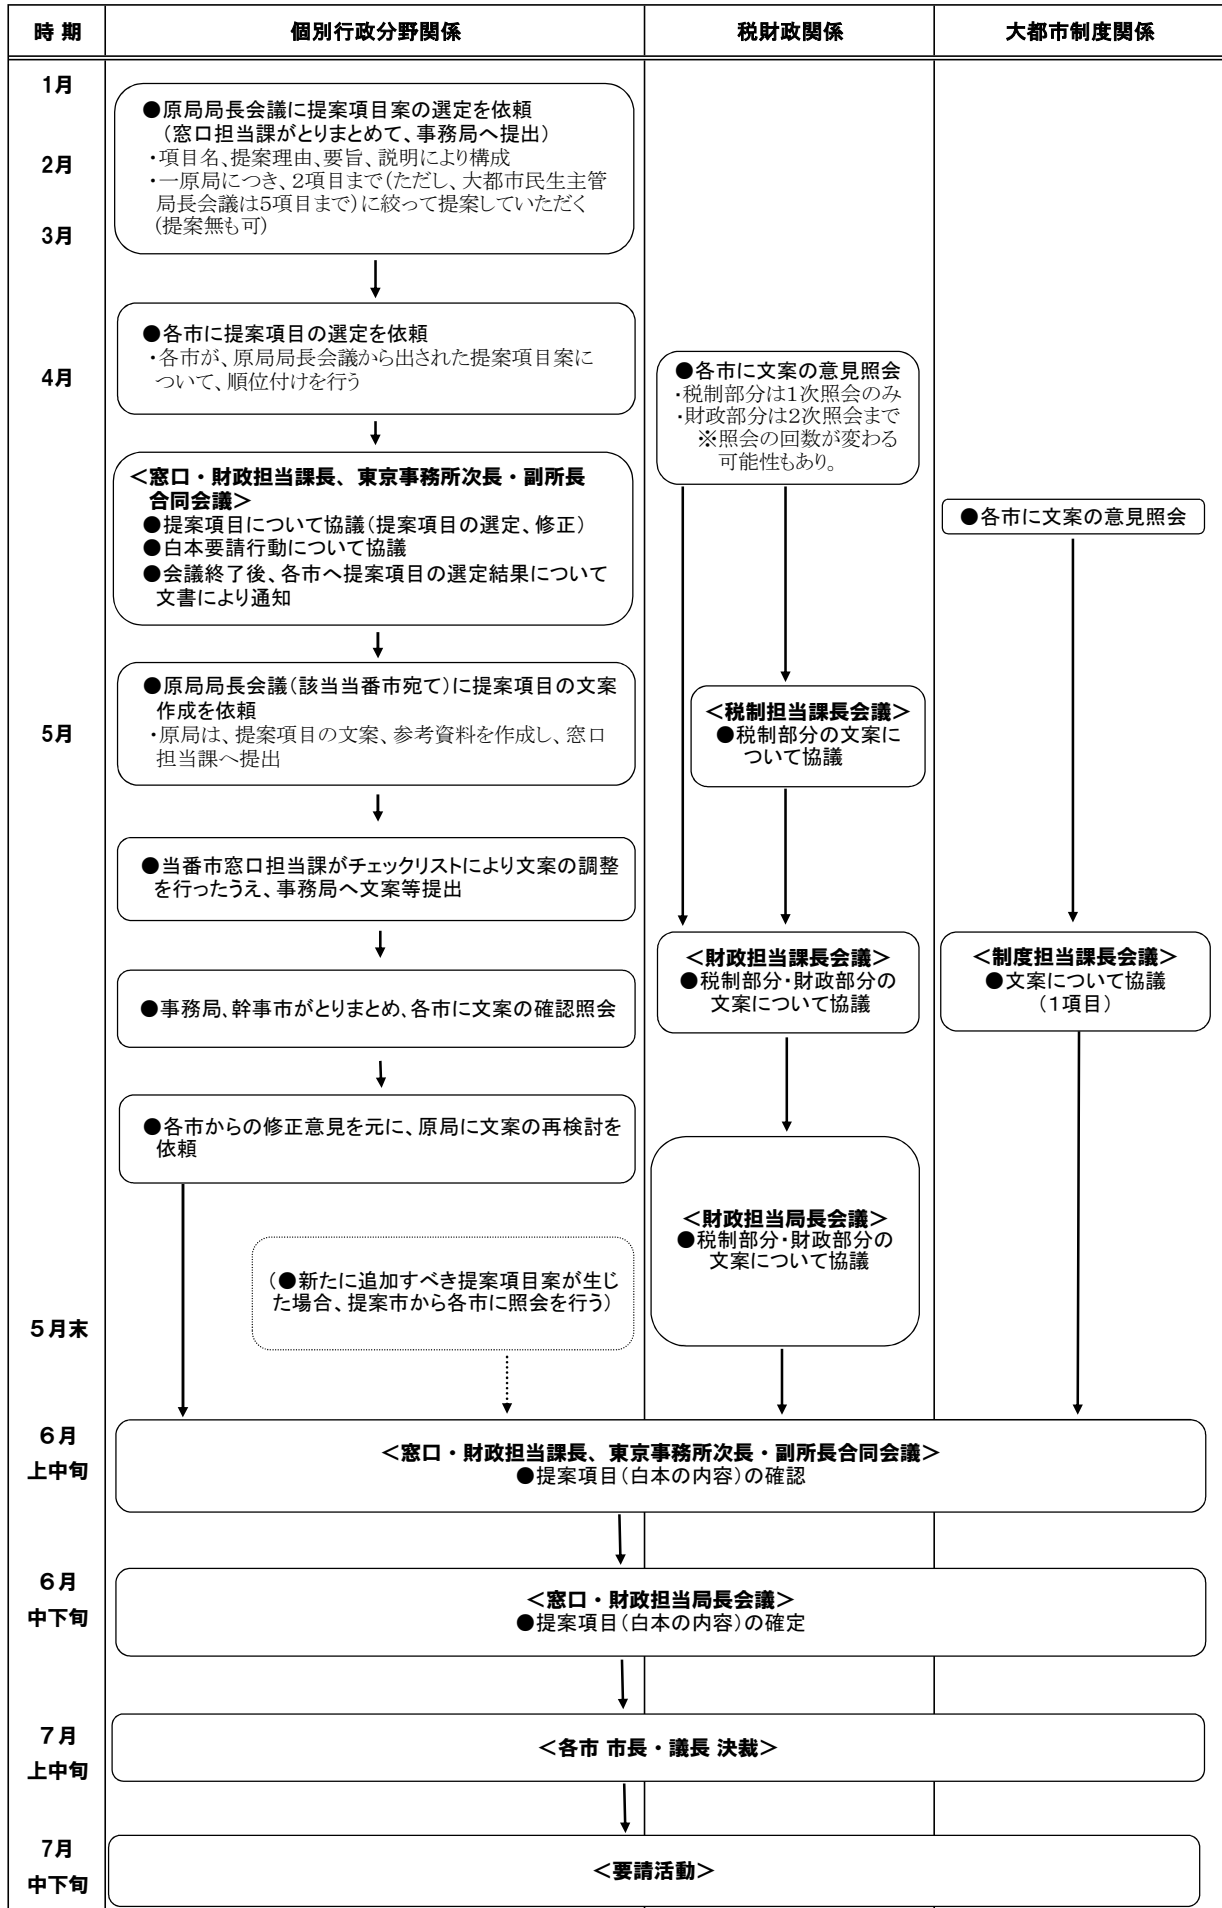 時 期
個別行政分野関係
税財政関係
大都市制度関係
1月
2月
3月
●原局局長会議に提案項目案の選定を依頼
（窓口担当課がとりまとめて、事務局へ提出）
・項目名、提案理由、要旨、説明により構成
・一原局につき、2項目まで（ただし、大都市民生主管
局長会議は5項目まで）に絞って提案していただく
（提案無も可）
4月
●各市に提案項目の選定を依頼
・各市が、原局局長会議から出された提案項目案に
ついて、順位付けを行う
＜窓口・財政担当課長、東京事務所次長・副所長
合同会議＞
●提案項目について協議（提案項目の選定、修正）
●白本要請行動について協議
●会議終了後、各市へ提案項目の選定結果について
文書により通知
5月
●原局局長会議（該当当番市宛て）に提案項目の文案
作成を依頼
・原局は、提案項目の文案、参考資料を作成し、窓口
担当課へ提出
●当番市窓口担当課がチェックリストにより文案の調整
を行ったうえ、事務局へ文案等提出
●事務局、幹事市がとりまとめ、各市に文案の確認照会
●各市からの修正意見を元に、原局に文案の再検討を
依頼
（●新たに追加すべき提案項目案が生じ
た場合、提案市から各市に照会を行う）
●各市に文案の意見照会
・税制部分は1次照会のみ
・財政部分は2次照会まで
※照会の回数が変わる
可能性もあり。
＜税制担当課長会議＞
●税制部分の文案に
ついて協議
＜財政担当課長会議＞
●税制部分・財政部分の
文案について協議
＜財政担当局長会議＞
●税制部分・財政部分の
文案について協議
●各市に文案の意見照会
＜制度担当課長会議＞
●文案について協議
（1項目）
５月末
６月
上中旬
＜窓口・財政担当課長、東京事務所次長・副所長合同会議＞
●提案項目（白本の内容）の確認
６月
中下旬
＜窓口・財政担当局長会議＞
●提案項目（白本の内容）の確定
７月
上中旬
＜各市 市長・議長 決裁＞
7月
中下旬
＜要請活動＞